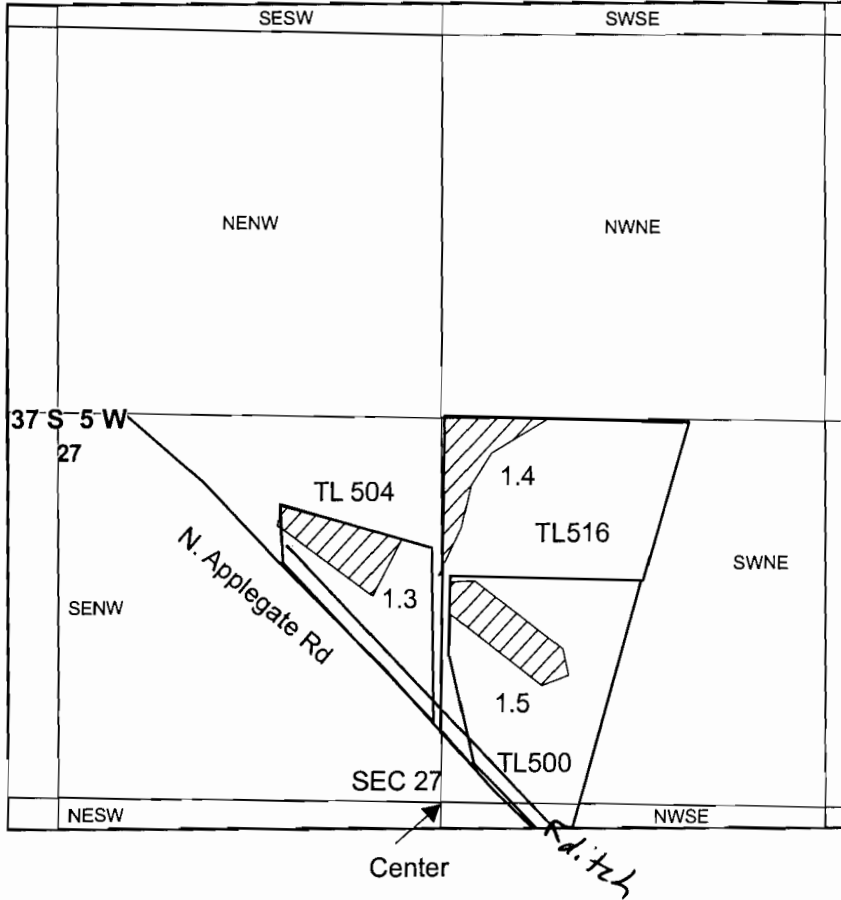 SESW
SWSE
NENW
NWNE
37 S 5 W
27
TL 504
1.4
TL516
N. Applegate Rd
1.3
SENW
SWNE
1.5
TL500
SEC 27
NESW
NWSE
Center
ditch